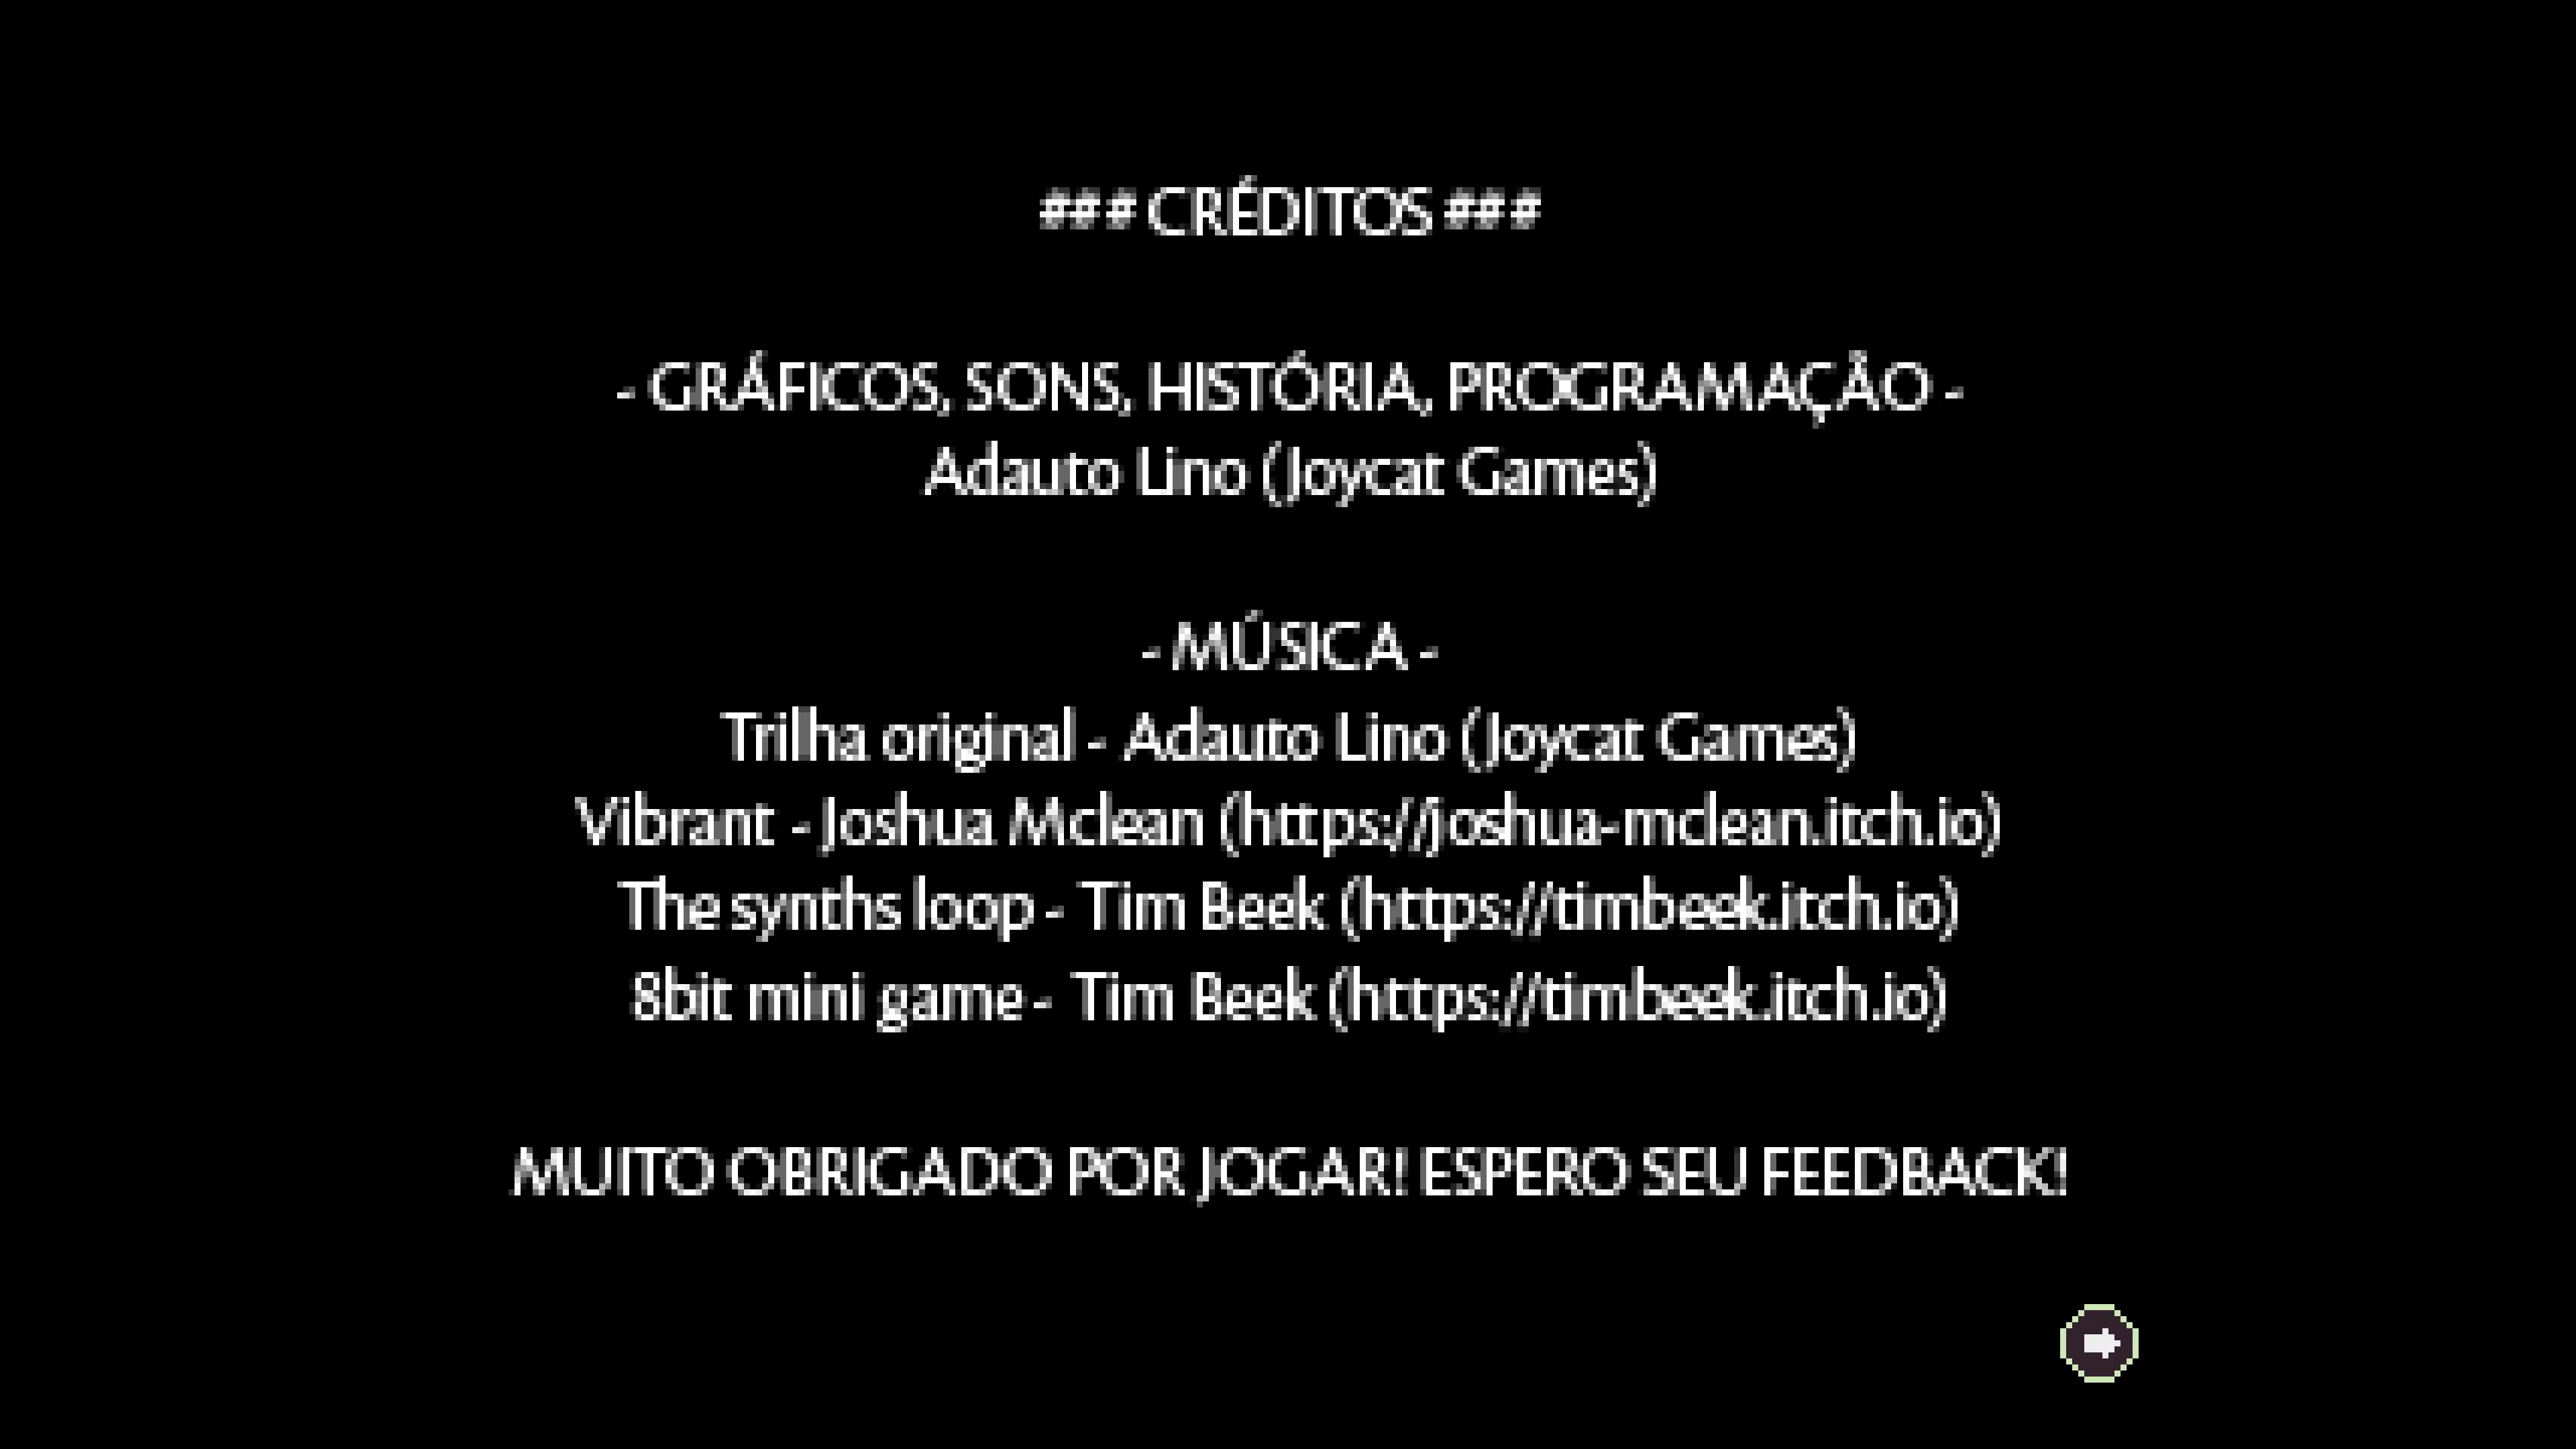 ### CRÉDITOS ###
- GRÁFICOS, SONS, HISTÓRIA, PROGRAMAÇÃO -
Adauto Lino (Joycat Games)
- MÚSICA -
Trilha original - Adauto Lino (Joycat Games)
Vibrant - Joshua Mclean (https://joshua-mclean.itch.io)
The synths loop - Tim Beek (https://timbeek.itch.io)
8bit mini game - Tim Beek (https://timbeek.itch.io)
MUITO OBRIGADO POR JOGAR! ESPERO SEU FEEDBACK!